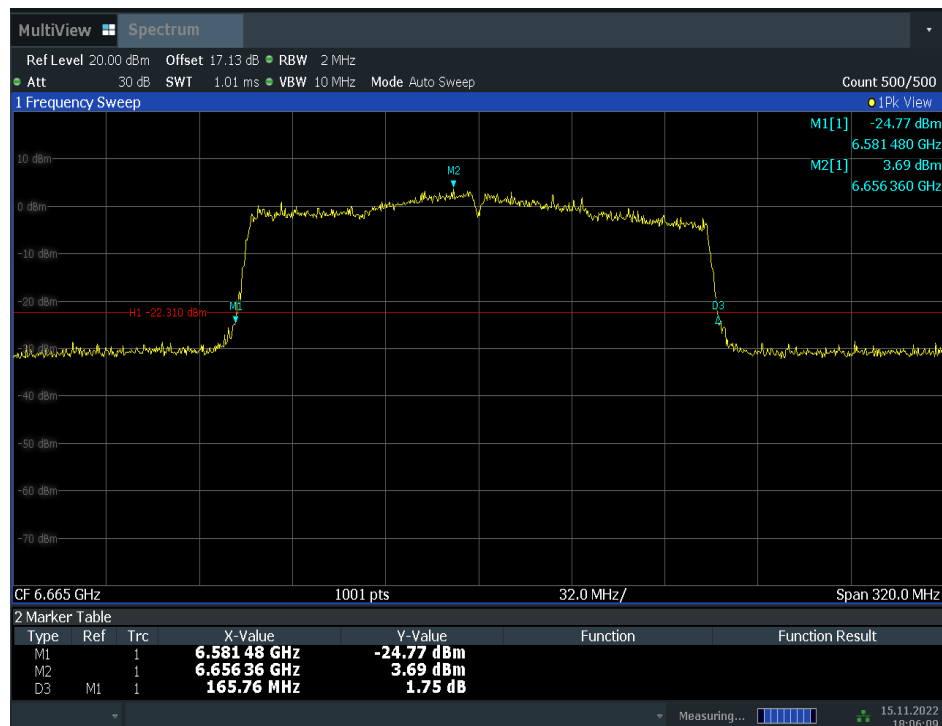 MultiView Spectrum
Ref Level 20.00 dBm Offset 17.13 dB RBW 2 MHz
Att 30 dB SWT 1.01 ms VBW 10 MHz Mode Auto Sweep Count 500/500
1 Frequency Sweep 1Pk View
M1[1] -24.77 dBm
6.581 480 GHz
M2[1] 3.69 dBm
6.656 360 GHz
10 dBm
M2
0 dBm
-10 dBm
-20 dBm
M1 D3
H1 -22.310 dBm
-30 dBm
-40 dBm
-50 dBm
-60 dBm
-70 dBm
CF 6.665 GHz 1001 pts 32.0 MHz/ Span 320.0 MHz
2 Marker Table
Type Ref Trc X-Value Y-Value Function Function Result
M1 1 6.581 48 GHz -24.77 dBm
M2 1 6.656 36 GHz 3.69 dBm
D3 M1 1 165.76 MHz 1.75 dB
Measuring... 15.11.2022
18:06:09